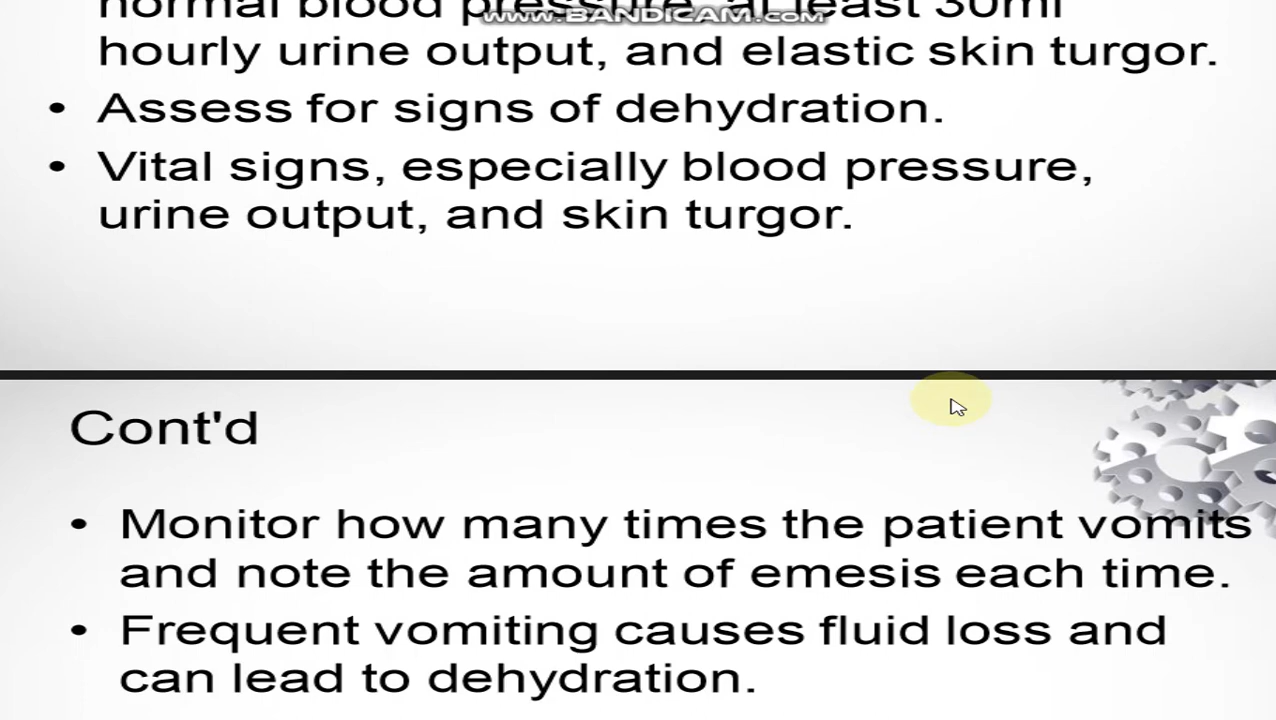 normal blood pressure, at least 30ml
www.BANDICAM.com
hourly urine output, and elastic skin turgor.
• Assess for signs of dehydration.
• Vital signs, especially blood pressure,
urine output, and skin turgor.
Cont'd
• Monitor how many times the patient vomits
and note the amount of emesis each time.
• Frequent vomiting causes fluid loss and
can lead to dehydration.